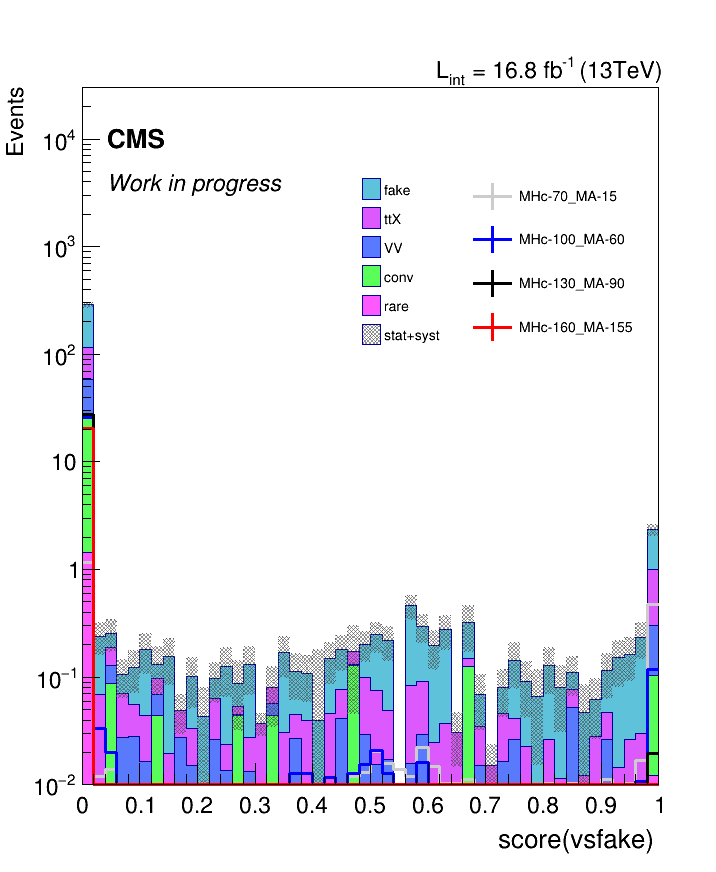 L_int = 16.8 fb^-1 (13TeV)
Events
CMS
Work in progress
fake
ttX
VV
conv
rare
stat+syst
MHc-70_MA-15
MHc-100_MA-60
MHc-130_MA-90
MHc-160_MA-155
10^4
10^3
10^2
10
1
10^-1
10^-2
0 0.1 0.2 0.3 0.4 0.5 0.6 0.7 0.8 0.9 1
score(vsfake)